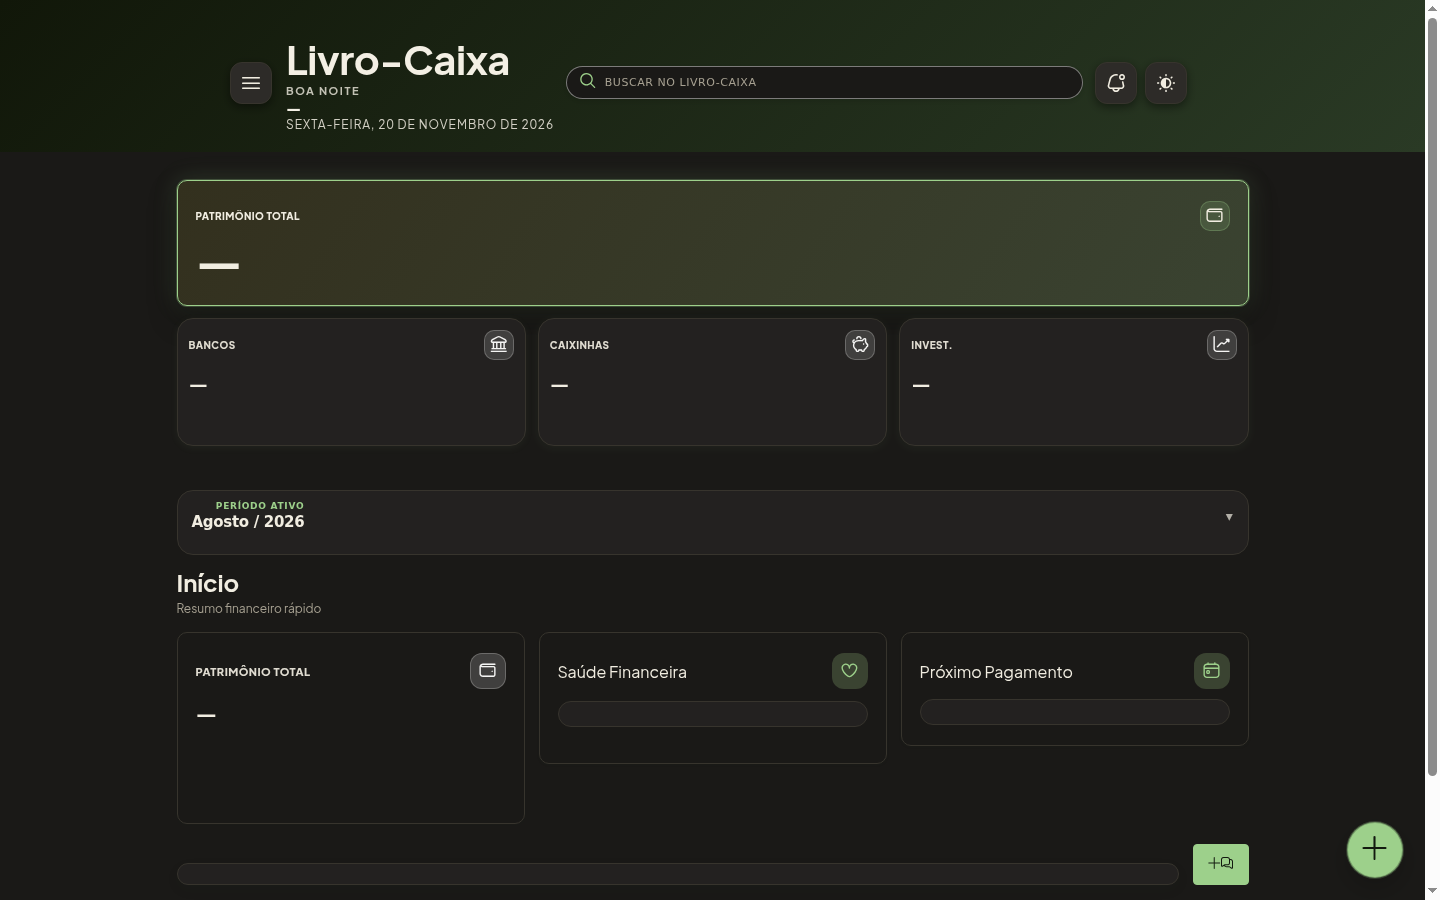 Livro-Caixa
BOA NOITE
—
SEXTA-FEIRA, 20 DE NOVEMBRO DE 2026
BUSCAR NO LIVRO-CAIXA
PATRIMÔNIO TOTAL
—
BANCOS
—
CAIXINHAS
—
INVEST.
—
PERÍODO ATIVO
Agosto / 2026
▼
Início
Resumo financeiro rápido
PATRIMÔNIO TOTAL
—
Saúde Financeira
Próximo Pagamento